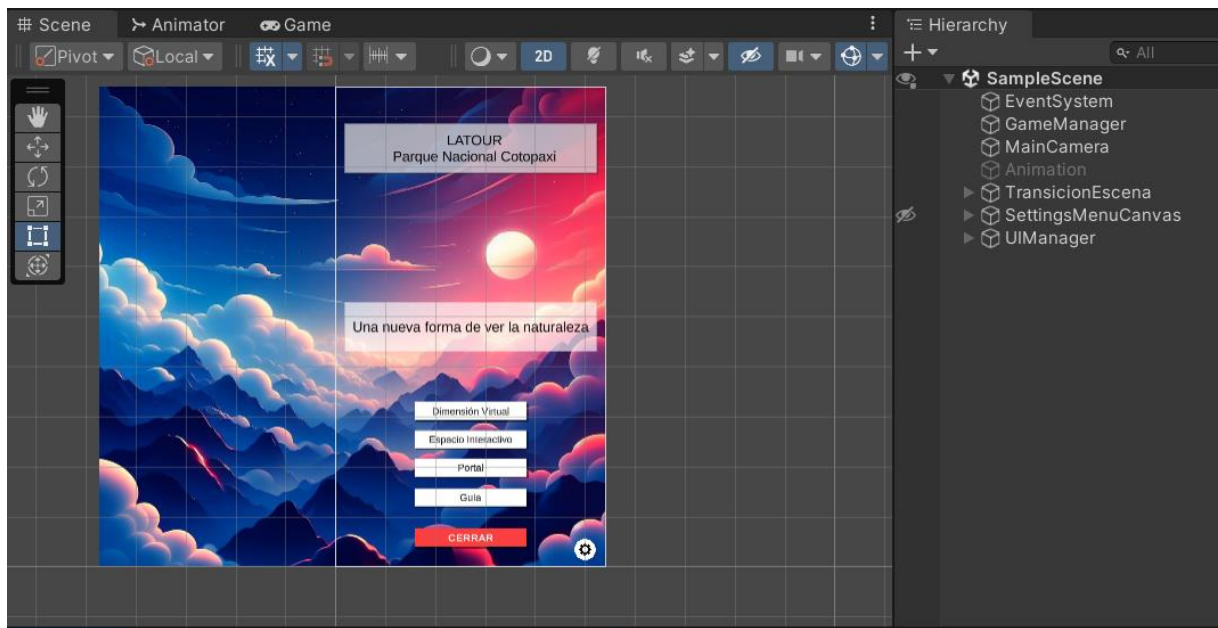 Scene
Animator
Game
Pivot
Local
2D
LATOUR
Parque Nacional Cotopaxi
Una nueva forma de ver la naturaleza
Dimensión Virtual
Espacio Interactivo
Portal
Guía
CERRAR
Hierarchy
All
SampleScene
EventSystem
GameManager
MainCamera
Animation
TransicionEscena
SettingsMenuCanvas
UIManager